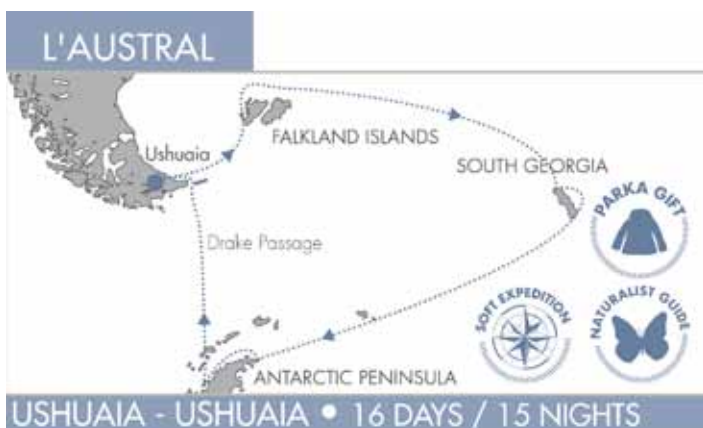 L'AUSTRAL
Ushuaia
FALKLAND ISLANDS
SOUTH GEORGIA
PARKA GIFT
Drake Passage
SOFT EXPEDITION
NATURALIST GUIDE
ANTARCTIC PENINSULA
USHUAIA - USHUAIA • 16 DAYS / 15 NIGHTS